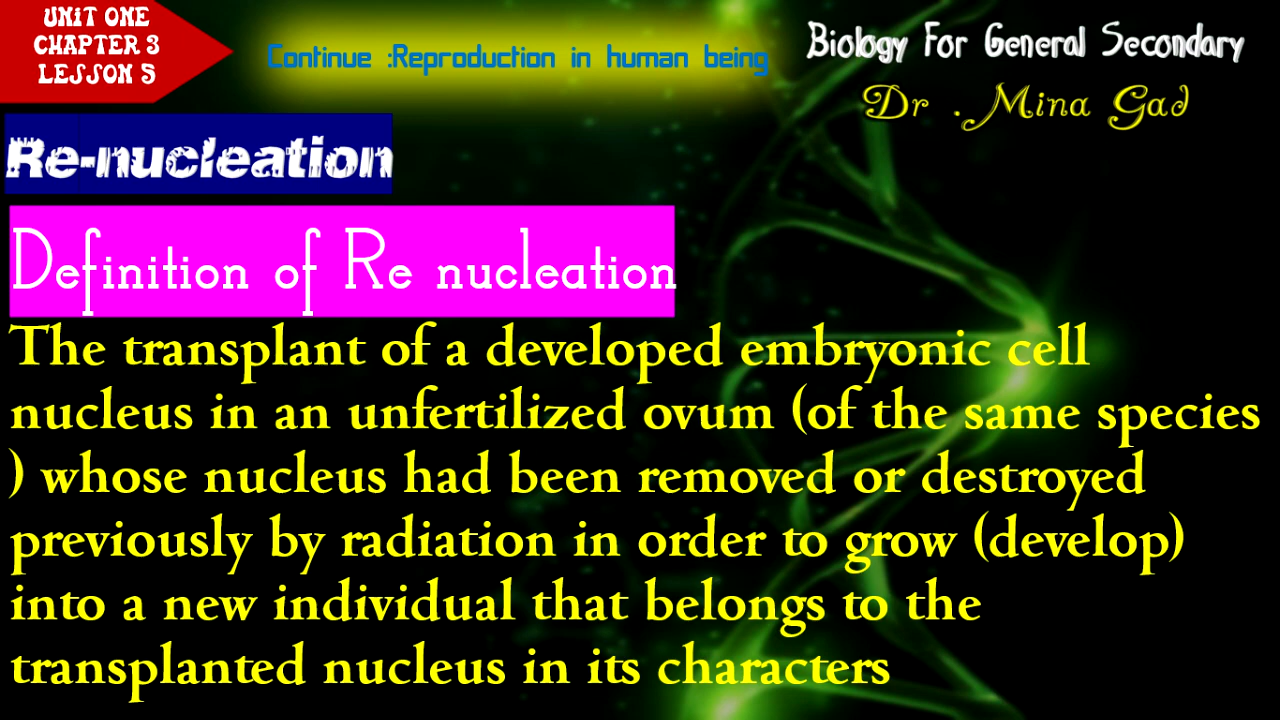 UNIT ONE
CHAPTER 3
LESSON 5
Continue :Reproduction in human being
Biology For General Secondary
Dr .Mina Gad
Re-nucleation
Definition of Re nucleation
The transplant of a developed embryonic cell
nucleus in an unfertilized ovum (of the same species
) whose nucleus had been removed or destroyed
previously by radiation in order to grow (develop)
into a new individual that belongs to the
transplanted nucleus in its characters